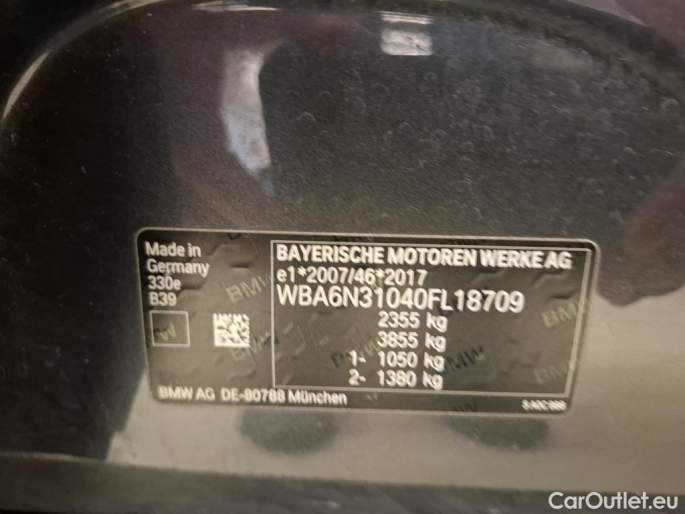 Made in
Germany
330e
B39
BAYERISCHE MOTOREN WERKE AG
e1*2007/46*2017
WBA6N31040FL18709
2355 kg
3855 kg
1- 1050 kg
2- 1380 kg
BMW AG DE-80788 München
CarOutlet.eu